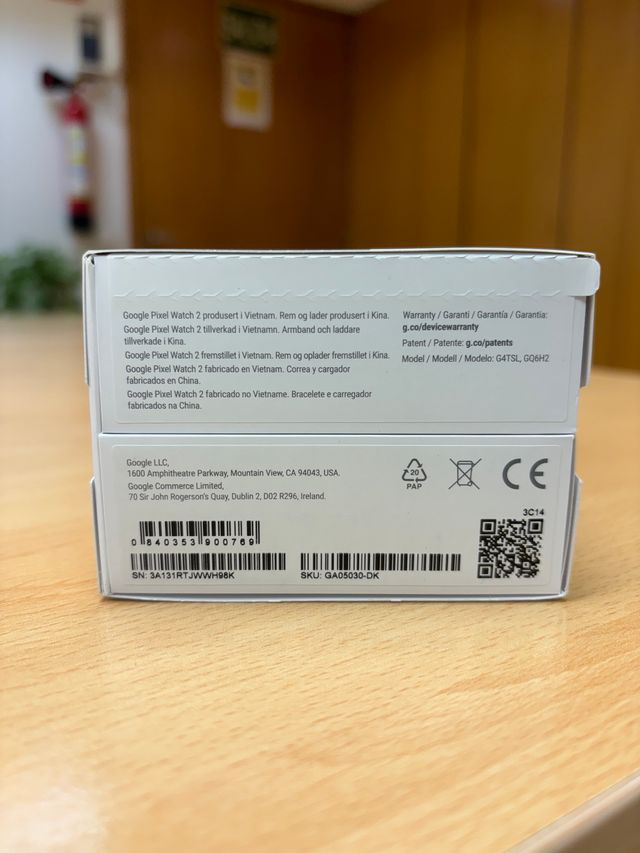 Google Pixel Watch 2 produsert i Vietnam. Rem og lader produsert i Kina.
Google Pixel Watch 2 tillverkad i Vietnamn. Armband och laddare
tillverkade i Kina.
Google Pixel Watch 2 fremstillet i Vietnam. Rem og oplader fremstillet i Kina.
Google Pixel Watch 2 fabricado en Vietnam. Correa y cargador
fabricados en China.
Google Pixel Watch 2 fabricado no Vietname. Bracelete e carregador
fabricados na China.
Warranty / Garanti / Garantía / Garantia:
g.co/devicewarranty
Patent / Patente: g.co/patents
Model / Modell / Modelo: G4TSL, GQ6H2
Google LLC,
1600 Amphitheatre Parkway, Mountain View, CA 94043, USA.
Google Commerce Limited,
70 Sir John Rogerson's Quay, Dublin 2, D02 R296, Ireland.
20
PAP
CE
3C14
0 840353 900769
SN: 3A131RTJWWH98K
SKU: GA05030-DK